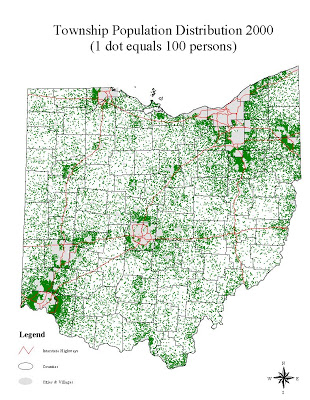 Township Population Distribution 2000
(1 dot equals 100 persons)
Legend
Interstate Highways
Counties
Cities & Villages
N
W E
S